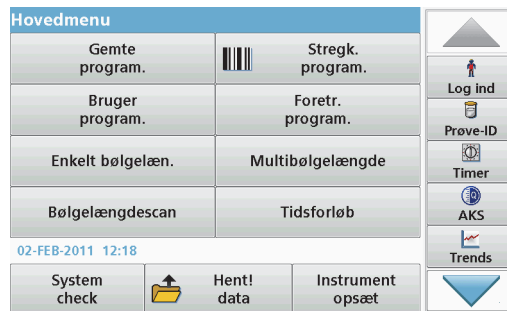 Hovedmenu
Gemte
program.
Stregk.
program.
Bruger
program.
Foretr.
program.
Enkelt bølgelæn.
Multibølgelængde
Bølgelængdescan
Tidsforløb
02-FEB-2011 12:18
System
check
Hent!
data
Instrument
opsæt
Log ind
Prøve-ID
Timer
AKS
Trends